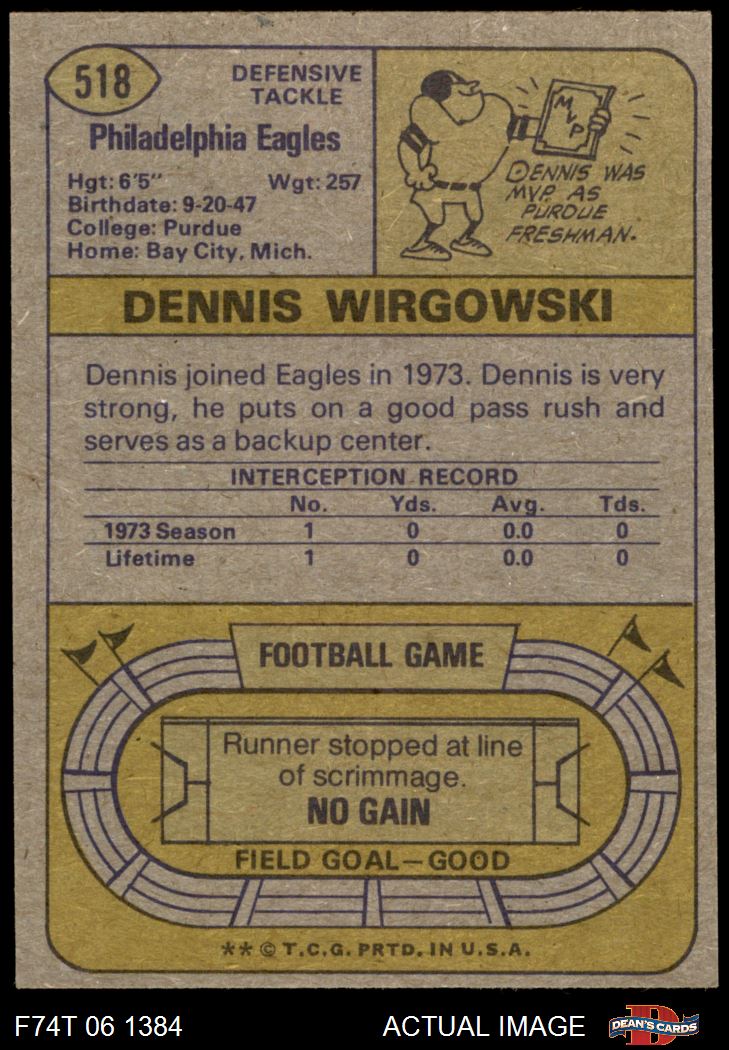 518
DEFENSIVE
TACKLE
Philadelphia Eagles
Hgt: 6'5" Wgt: 257
Birthdate: 9-20-47
College: Purdue
Home: Bay City, Mich.
MVP
DENNIS WAS
MVP AS
PURDUE
FRESHMAN.
DENNIS WIRGOWSKI
Dennis joined Eagles in 1973. Dennis is very
strong, he puts on a good pass rush and
serves as a backup center.
INTERCEPTION RECORD
No. Yds. Avg. Tds.
1973 Season 1 0 0.0 0
Lifetime 1 0 0.0 0
FOOTBALL GAME
Runner stopped at line
of scrimmage.
NO GAIN
FIELD GOAL—GOOD
** © T.C.G. PRTD. IN U.S.A.
F74T 06 1384 ACTUAL IMAGE DEAN'S CARDS